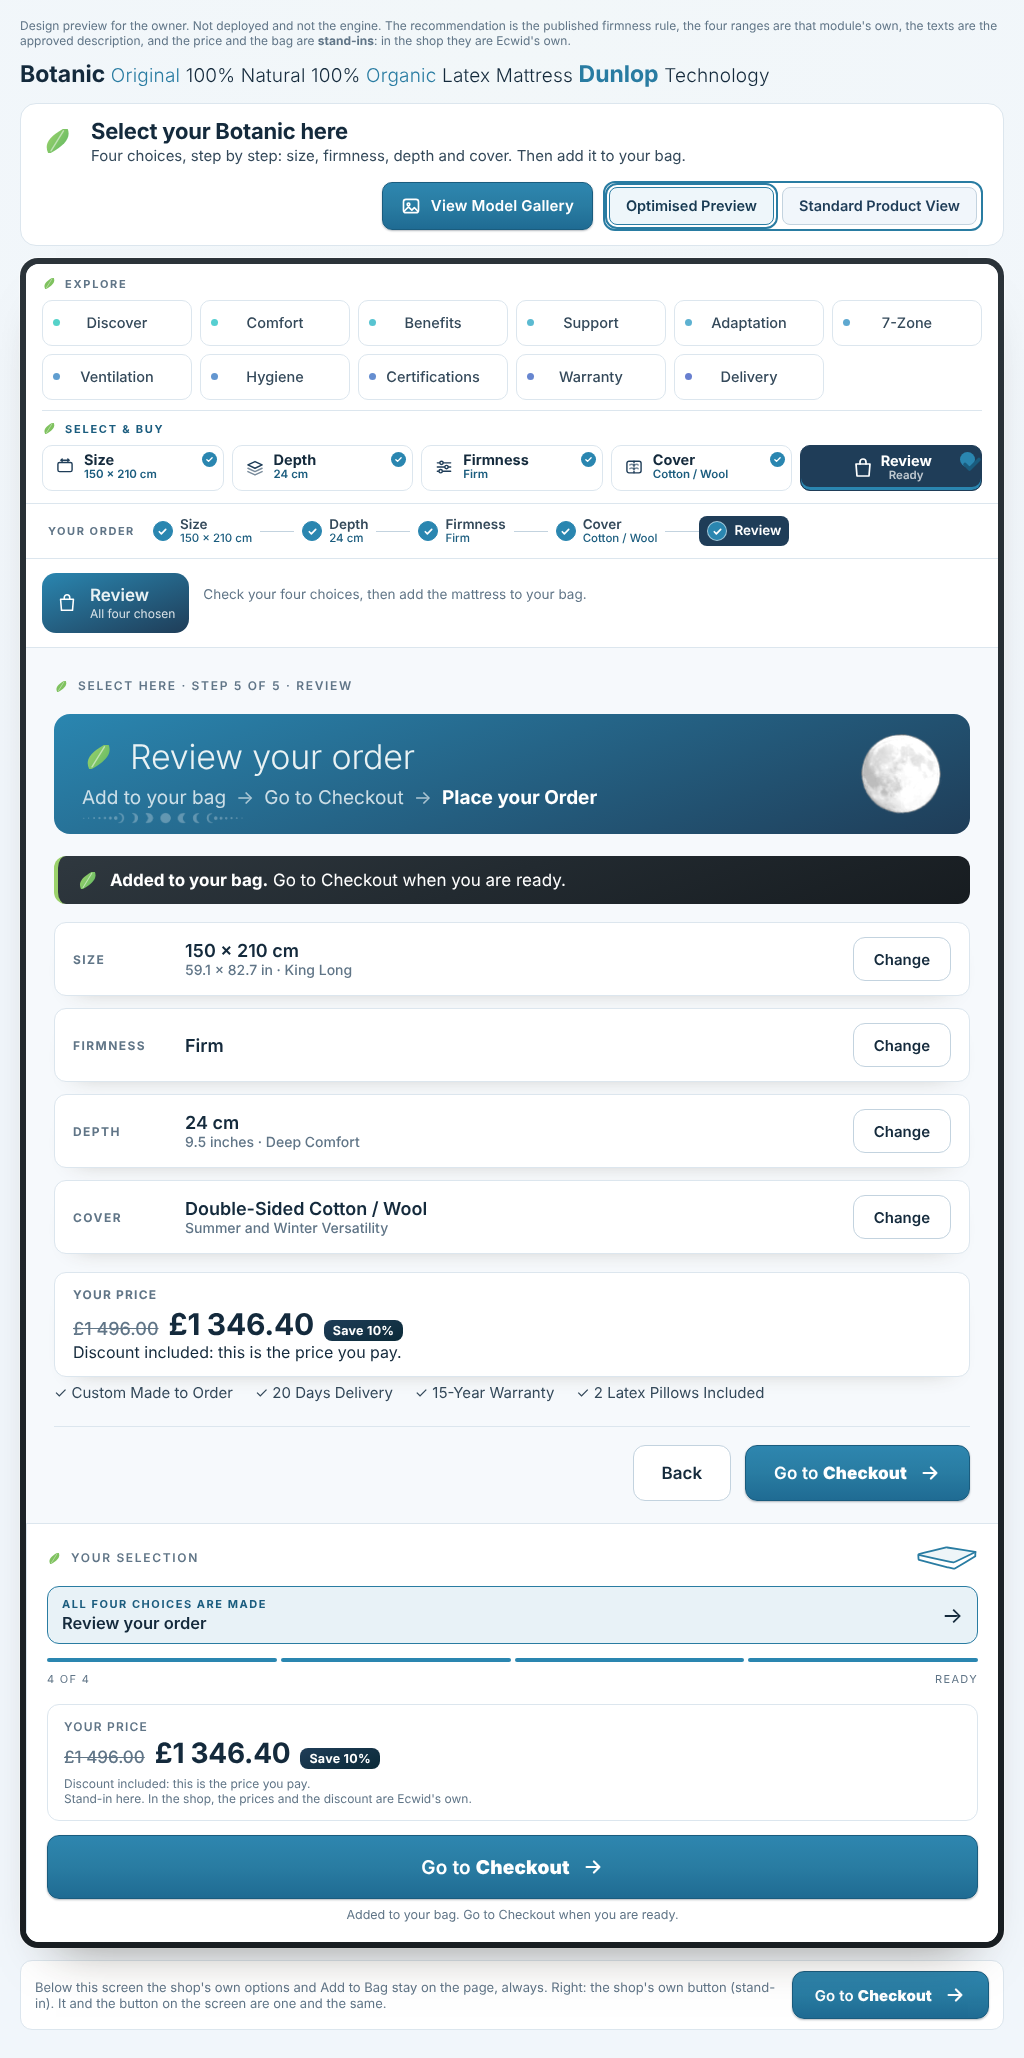 Design preview for the owner. Not deployed and not the engine. The recommendation is the published firmness rule, the four ranges are that module's own, the texts are the
approved description, and the price and the bag are stand-ins: in the shop they are Ecwid's own.
Botanic Original 100% Natural 100% Organic Latex Mattress Dunlop Technology
Select your Botanic here
Four choices, step by step: size, firmness, depth and cover. Then add it to your bag.
View Model Gallery
Optimised Preview
Standard Product View
EXPLORE
Discover
Comfort
Benefits
Support
Adaptation
7-Zone
Ventilation
Hygiene
Certifications
Warranty
Delivery
SELECT & BUY
Size
150 × 210 cm
Depth
24 cm
Firmness
Firm
Cover
Cotton / Wool
Review
Ready
YOUR ORDER
Size
150 × 210 cm
Depth
24 cm
Firmness
Firm
Cover
Cotton / Wool
Review
Review
All four chosen
Check your four choices, then add the mattress to your bag.
SELECT HERE · STEP 5 OF 5 · REVIEW
Review your order
Add to your bag → Go to Checkout → Place your Order
Added to your bag. Go to Checkout when you are ready.
SIZE
150 × 210 cm
59.1 × 82.7 in · King Long
Change
FIRMNESS
Firm
Change
DEPTH
24 cm
9.5 inches · Deep Comfort
Change
COVER
Double-Sided Cotton / Wool
Summer and Winter Versatility
Change
YOUR PRICE
£1 496.00 £1 346.40 Save 10%
Discount included: this is the price you pay.
✓ Custom Made to Order ✓ 20 Days Delivery ✓ 15-Year Warranty ✓ 2 Latex Pillows Included
Back
Go to Checkout →
YOUR SELECTION
ALL FOUR CHOICES ARE MADE
Review your order →
4 OF 4
READY
YOUR PRICE
£1 496.00 £1 346.40 Save 10%
Discount included: this is the price you pay.
Stand-in here. In the shop, the prices and the discount are Ecwid's own.
Go to Checkout →
Added to your bag. Go to Checkout when you are ready.
Below this screen the shop's own options and Add to Bag stay on the page, always. Right: the shop's own button (stand-
in). It and the button on the screen are one and the same.
Go to Checkout →